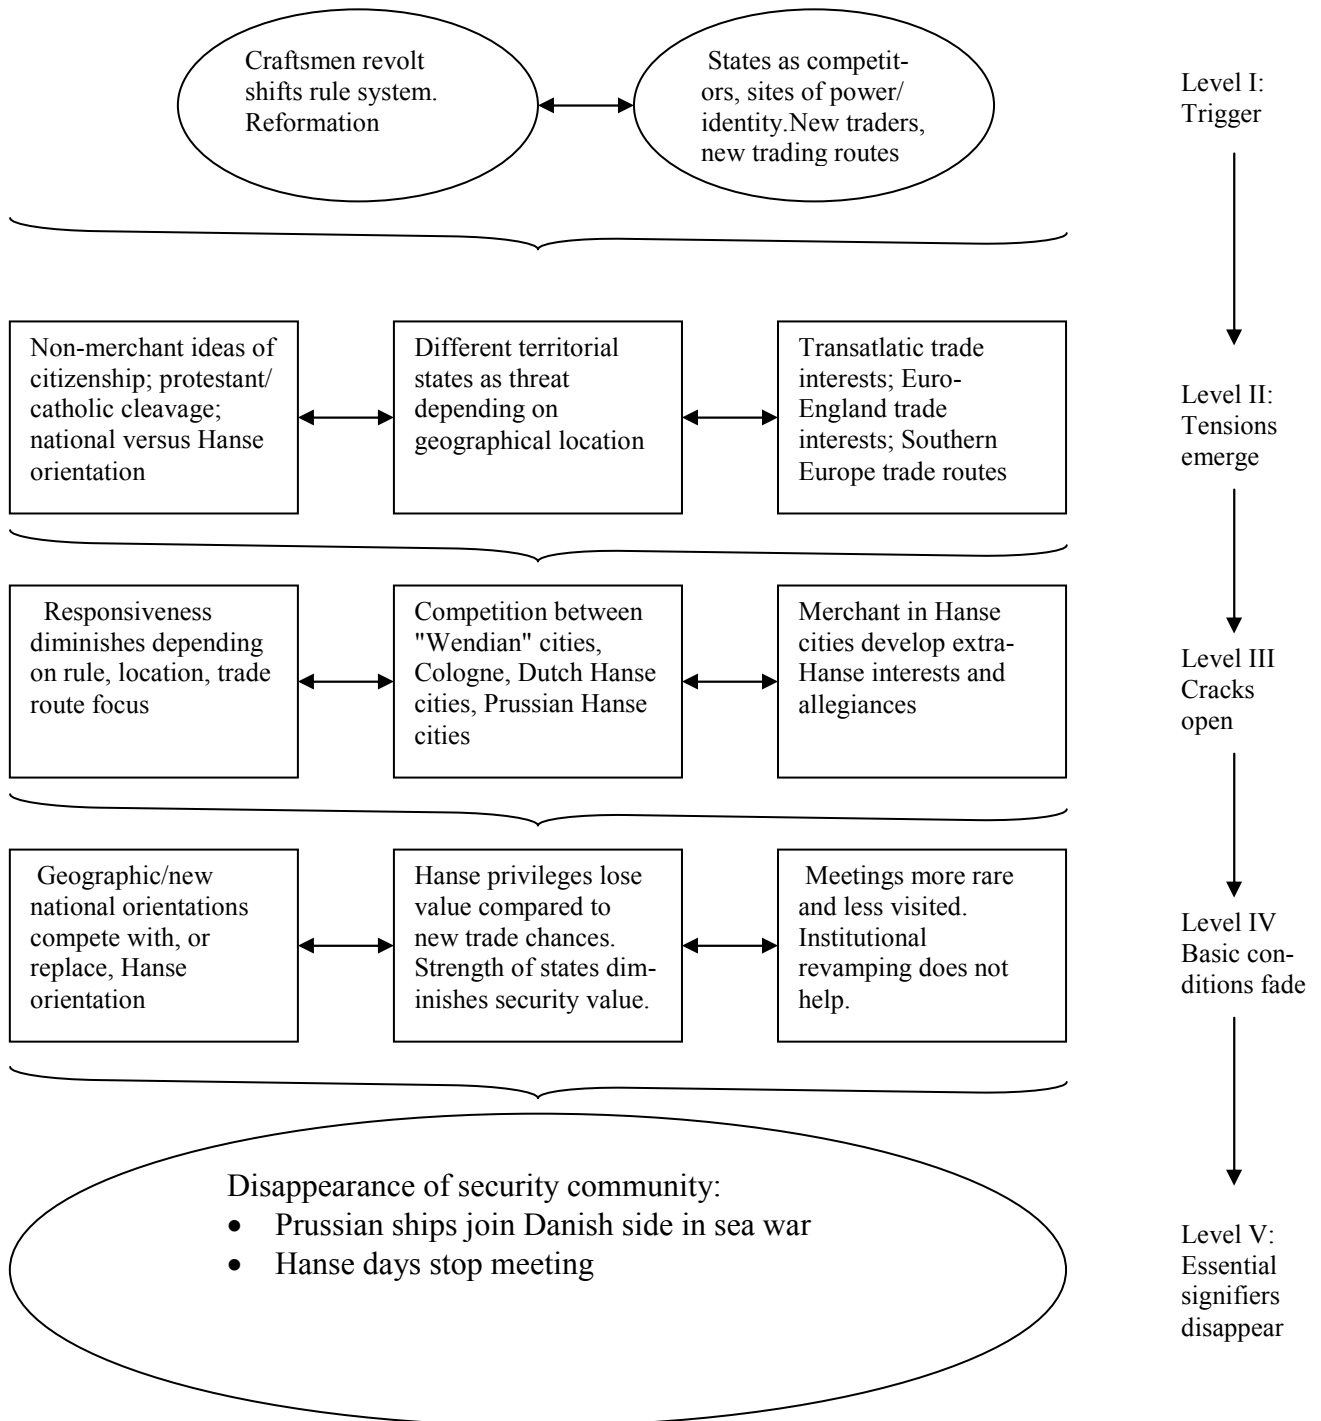 Craftsmen revolt
shifts rule system.
Reformation
States as competit-
ors, sites of power/
identity.New traders,
new trading routes
Level I:
Trigger
Non-merchant ideas of
citizenship; protestant/
catholic cleavage;
national versus Hanse
orientation
Different territorial
states as threat
depending on
geographical location
Transatlatic trade
interests; Euro-
England trade
interests; Southern
Europe trade routes
Level II:
Tensions
emerge
Responsiveness
diminishes depending
on rule, location, trade
route focus
Competition between
"Wendian" cities,
Cologne, Dutch Hanse
cities, Prussian Hanse
cities
Merchant in Hanse
cities develop extra-
Hanse interests and
allegiances
Level III
Cracks
open
Geographic/new
national orientations
compete with, or
replace, Hanse
orientation
Hanse privileges lose
value compared to
new trade chances.
Strength of states dim-
inishes security value.
Meetings more rare
and less visited.
Institutional
revamping does not
help.
Level IV
Basic con-
ditions fade
Disappearance of security community:
• Prussian ships join Danish side in sea war
• Hanse days stop meeting
Level V:
Essential
signifiers
disappear